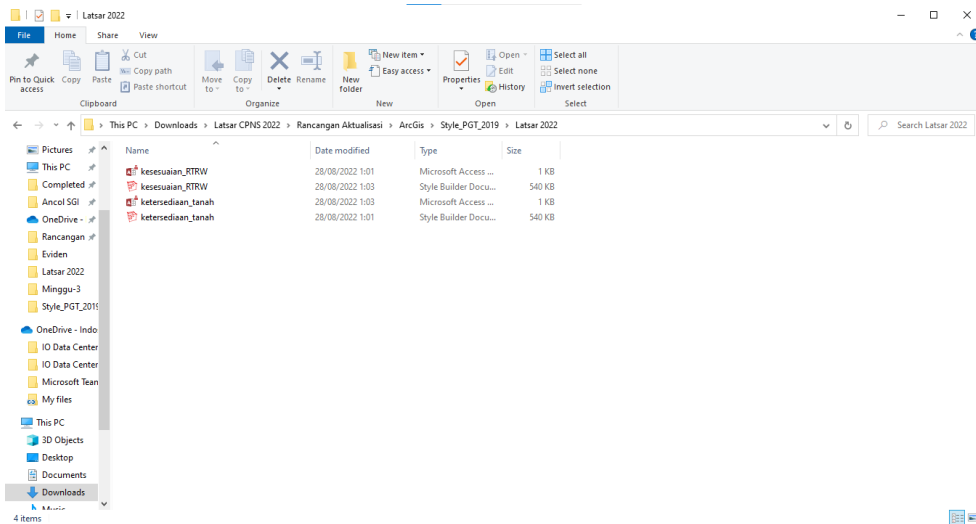 Latsar 2022
File Home Share View
Pin to Quick access
Copy
Paste
Cut
Copy path
Paste shortcut
Clipboard
Move to
Copy to
Delete
Rename
Organize
New folder
New item
Easy access
New
Properties
Open
Edit
History
Open
Select all
Select none
Invert selection
Select
This PC > Downloads > Latsar CPNS 2022 > Rancangan Aktualisasi > ArcGis > Style_PGT_2019 > Latsar 2022
Search Latsar 2022
Pictures
This PC
Completed
Ancol SGI
OneDrive -
Rancangan
Eviden
Latsar 2022
Minggu-3
Style_PGT_2019
OneDrive - Indo
IO Data Center
IO Data Center
Microsoft Tean
My files
This PC
3D Objects
Desktop
Documents
Downloads
Music
Name Date modified Type Size
kesesuaian_RTRW 28/08/2022 1:01 Microsoft Access ... 1 KB
kesesuaian_RTRW 28/08/2022 1:03 Style Builder Docu... 540 KB
ketersediaan_tanah 28/08/2022 1:03 Microsoft Access ... 1 KB
ketersediaan_tanah 28/08/2022 1:01 Style Builder Docu... 540 KB
4 items